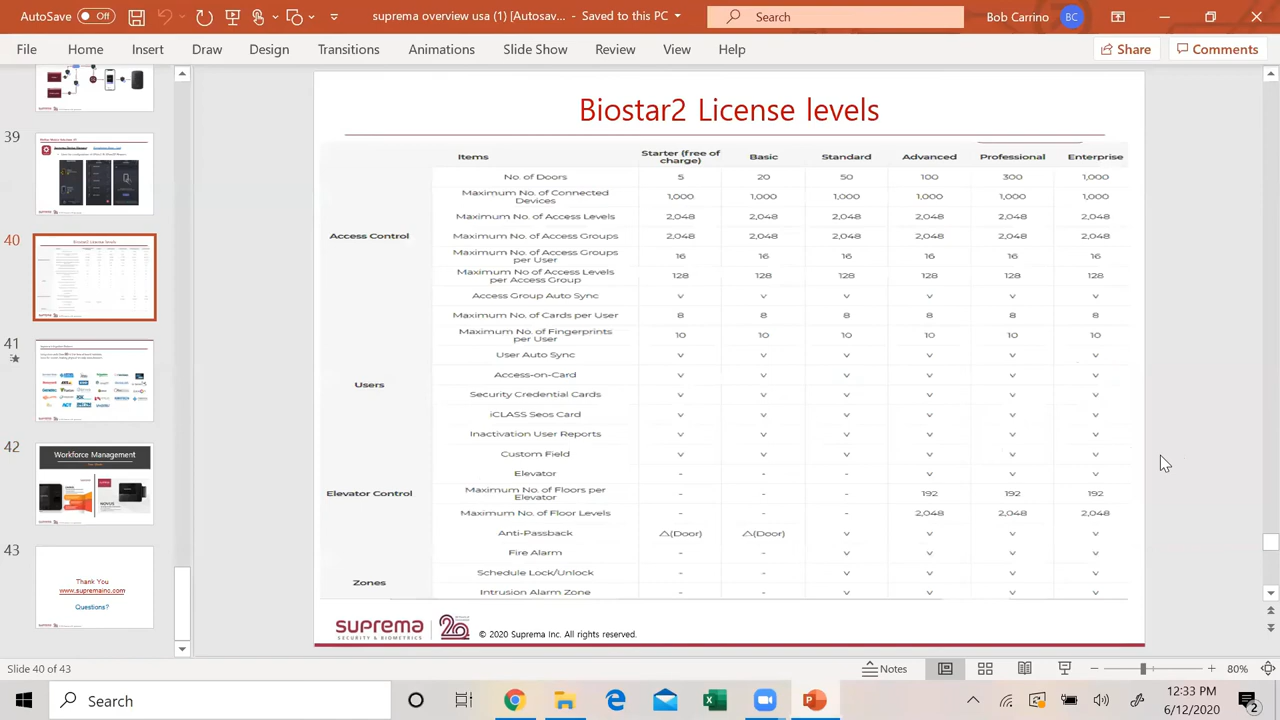 AutoSave
Off
suprema overview usa (1) [Autosav... - Saved to this PC
Search
Bob Carrino
BC
File Home Insert Draw Design Transitions Animations Slide Show Review View Help
Share
Comments
39
40
Biostar2 License levels
41
42
Workforce Management
43
Thank You
www.supremainc.com
Questions?
Biostar2 License levels
Items Starter (free of charge) Basic Standard Advanced Professional Enterprise
Access Control
No. of Doors 5 20 50 100 300 1,000
Maximum No. of Connected Devices 1,000 1,000 1,000 1,000 1,000 1,000
Maximum No. of Access Levels 2,048 2,048 2,048 2,048 2,048 2,048
Maximum No. of Access Groups 2,048 2,048 2,048 2,048 2,048 2,048
Maximum No. of Access Groups per User 16 16 16 16 16 16
Maximum No of Access Levels per Access Group 128 128 128 128 128 128
Access Group Auto Sync v v v v v v
Users
Maximum No. of Cards per User 8 8 8 8 8 8
Maximum No. of Fingerprints per User 10 10 10 10 10 10
User Auto Sync v v v v v v
Access-on-Card v v v v v v
Security Credential Cards v v v v v v
iCLASS Seos Card v v v v v v
Inactivation User Reports v v v v v v
Custom Field v v v v v v
Elevator Control
Elevator - - - v v v
Maximum No. of Floors per Elevator - - - 192 192 192
Maximum No. of Floor Levels - - - 2,048 2,048 2,048
Zones
Anti-Passback △(Door) △(Door) v v v v
Fire Alarm - - v v v v
Schedule Lock/Unlock - - v v v v
Intrusion Alarm Zone - - v v v v
suprema
SECURITY & BIOMETRICS
20
© 2020 Suprema Inc. All rights reserved.
Slide 40 of 43
Notes
80%
Search
12:33 PM
6/12/2020
2